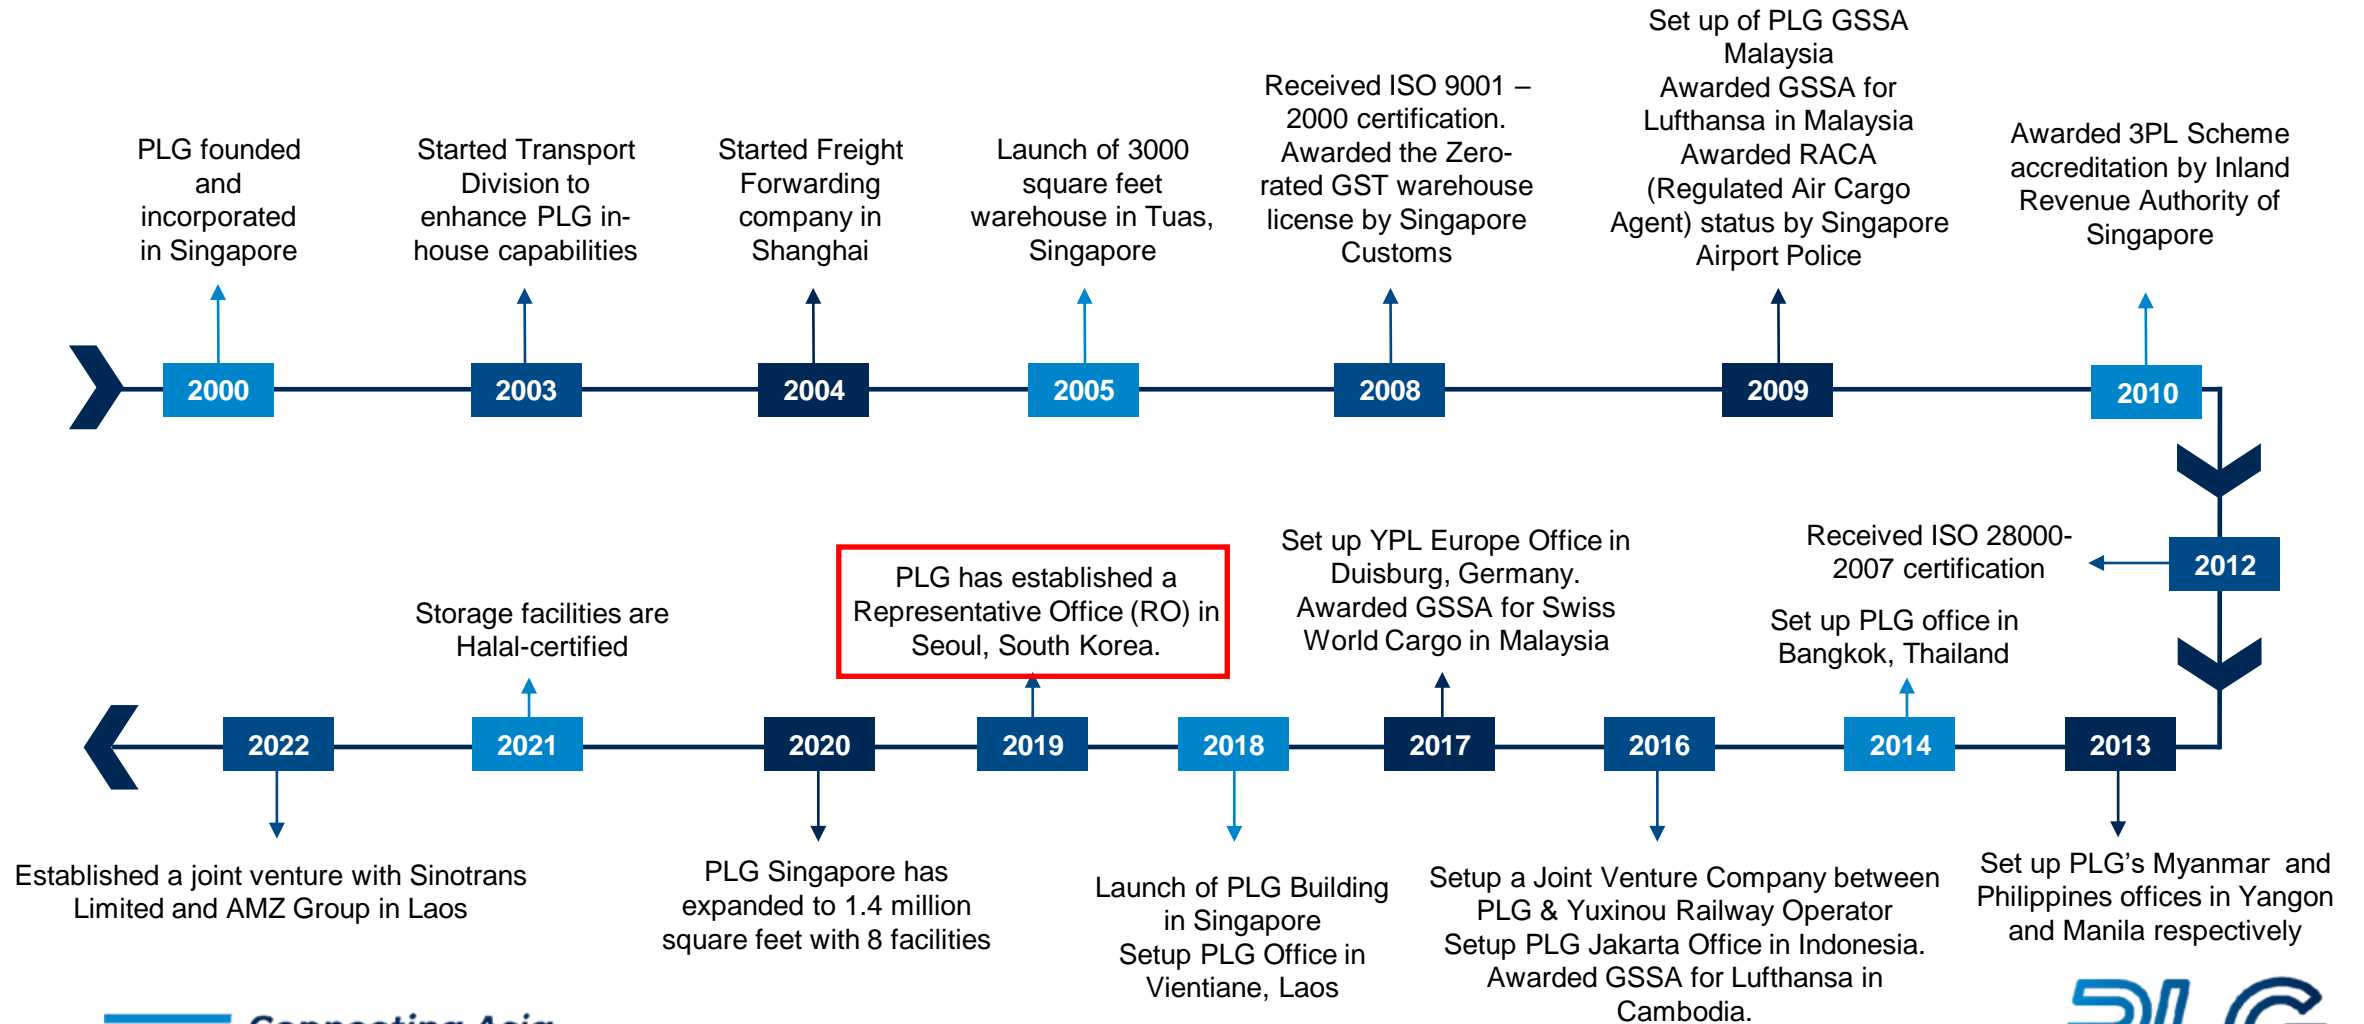 PLG founded
and
incorporated
in Singapore
2000
Started Transport
Division to
enhance PLG in-
house capabilities
2003
Started Freight
Forwarding
company in
Shanghai
2004
Launch of 3000
square feet
warehouse in Tuas,
Singapore
2005
Received ISO 9001 –
2000 certification.
Awarded the Zero-
rated GST warehouse
license by Singapore
Customs
2008
Set up of PLG GSSA
Malaysia
Awarded GSSA for
Lufthansa in Malaysia
Awarded RACA
(Regulated Air Cargo
Agent) status by Singapore
Airport Police
2009
Awarded 3PL Scheme
accreditation by Inland
Revenue Authority of
Singapore
2010
Received ISO 28000-
2007 certification
2012
2013
Set up PLG’s Myanmar and
Philippines offices in Yangon
and Manila respectively
Set up PLG office in
Bangkok, Thailand
2014
2016
Setup a Joint Venture Company between
PLG & Yuxinou Railway Operator
Setup PLG Jakarta Office in Indonesia.
Awarded GSSA for Lufthansa in
Cambodia.
Set up YPL Europe Office in
Duisburg, Germany.
Awarded GSSA for Swiss
World Cargo in Malaysia
2017
2018
Launch of PLG Building
in Singapore
Setup PLG Office in
Vientiane, Laos
PLG has established a
Representative Office (RO) in
Seoul, South Korea.
2019
2020
PLG Singapore has
expanded to 1.4 million
square feet with 8 facilities
Storage facilities are
Halal-certified
2021
2022
Established a joint venture with Sinotrans
Limited and AMZ Group in Laos
Connecting Asia
PLG